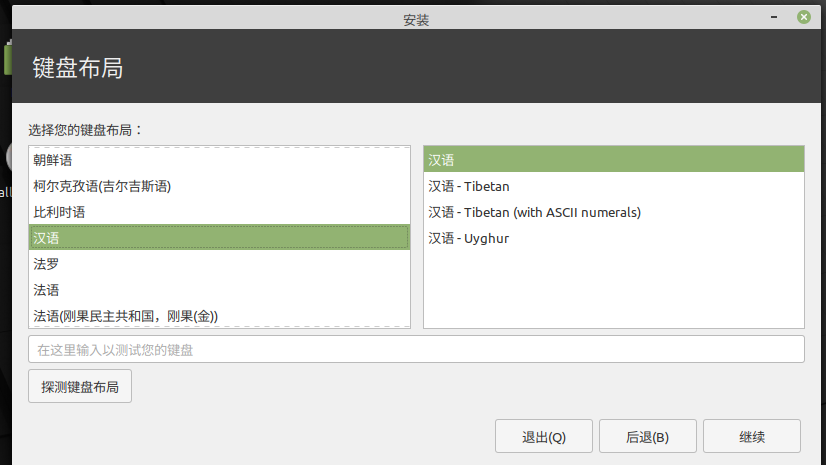 安装
键盘布局
选择您的键盘布局：
朝鲜语
柯尔克孜语(吉尔吉斯语)
比利时语
汉语
法罗
法语
法语(刚果民主共和国，刚果(金))
汉语
汉语 - Tibetan
汉语 - Tibetan (with ASCII numerals)
汉语 - Uyghur
在这里输入以测试您的键盘
探测键盘布局
退出(Q)
后退(B)
继续